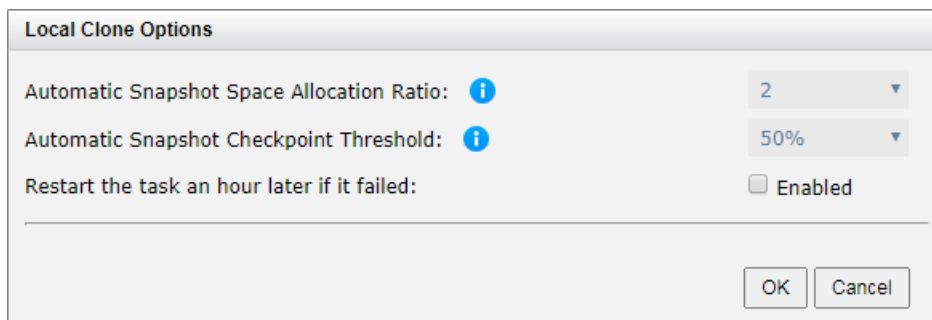 Local Clone Options
Automatic Snapshot Space Allocation Ratio: i 2
Automatic Snapshot Checkpoint Threshold: i 50%
Restart the task an hour later if it failed: Enabled
OK Cancel